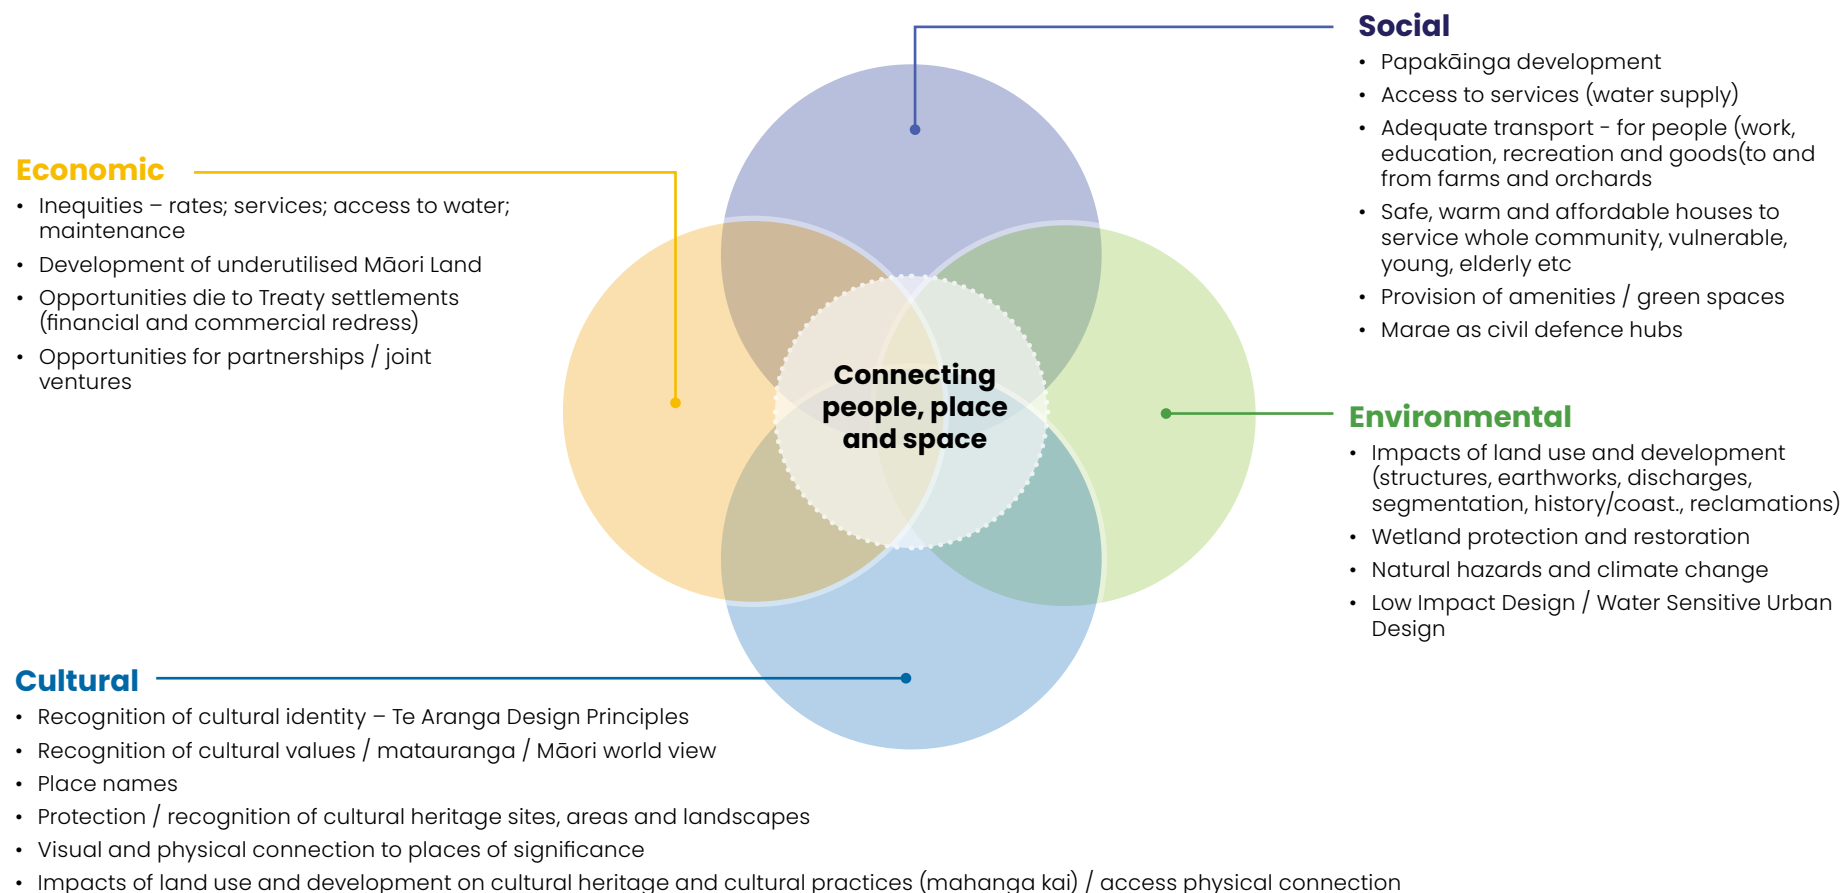 Social
• Papakāinga development
• Access to services (water supply)
• Adequate transport - for people (work,
education, recreation and goods(to and
from farms and orchards
• Safe, warm and affordable houses to
service whole community, vulnerable,
young, elderly etc
• Provision of amenities / green spaces
• Marae as civil defence hubs
Economic
• Inequities – rates; services; access to water;
maintenance
• Development of underutilised Māori Land
• Opportunities die to Treaty settlements
(financial and commercial redress)
• Opportunities for partnerships / joint
ventures
Connecting
people, place
and space
Environmental
• Impacts of land use and development
(structures, earthworks, discharges,
segmentation, history/coast., reclamations)
• Wetland protection and restoration
• Natural hazards and climate change
• Low Impact Design / Water Sensitive Urban
Design
Cultural
• Recognition of cultural identity – Te Aranga Design Principles
• Recognition of cultural values / matauranga / Māori world view
• Place names
• Protection / recognition of cultural heritage sites, areas and landscapes
• Visual and physical connection to places of significance
• Impacts of land use and development on cultural heritage and cultural practices (mahanga kai) / access physical connection